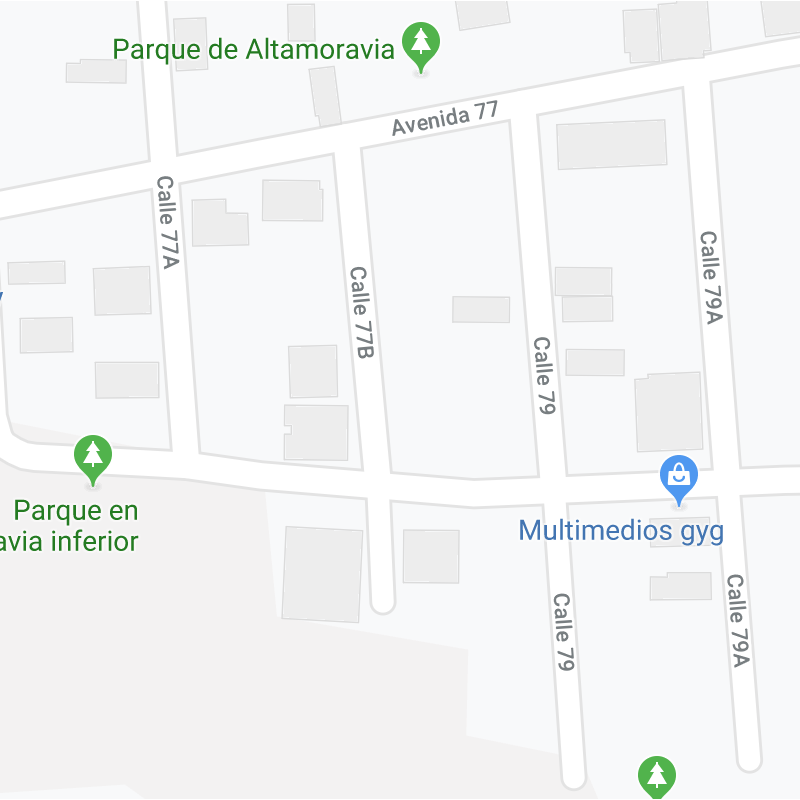 Parque de Altamoravia
Avenida 77
Calle 77A
Calle 79A
Calle 77B
Calle 79
Parque en
avia inferior
Multimedios gyg
Calle 79
Calle 79A